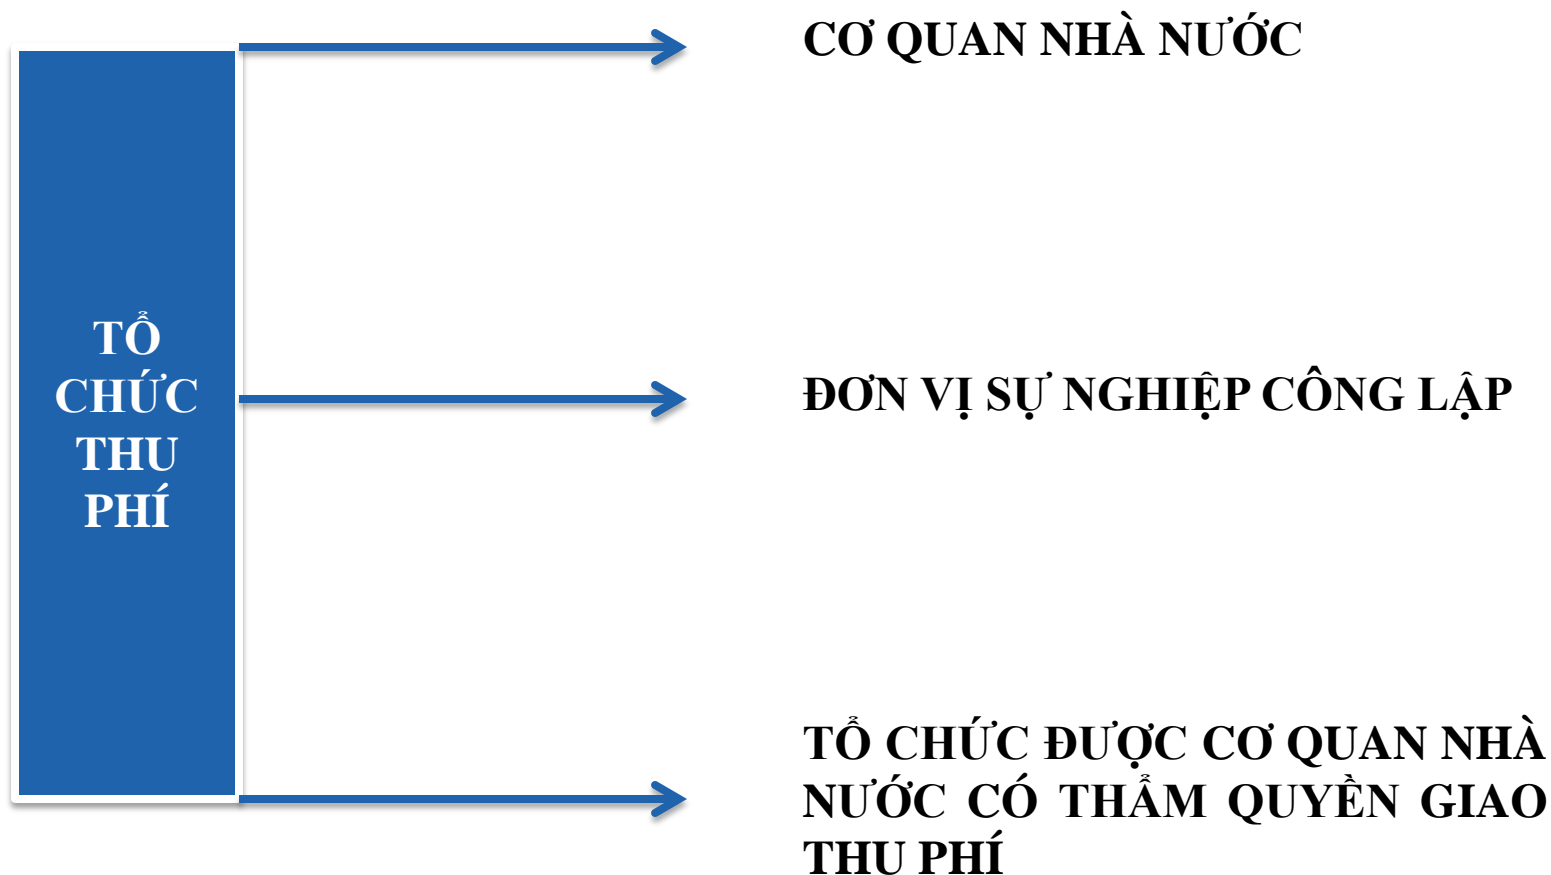 CƠ QUAN NHÀ NƯỚC
TỔ
CHỨC
THU
PHÍ
ĐƠN VỊ SỰ NGHIỆP CÔNG LẬP
TỔ CHỨC ĐƯỢC CƠ QUAN NHÀ
NƯỚC CÓ THẨM QUYỀN GIAO
THU PHÍ